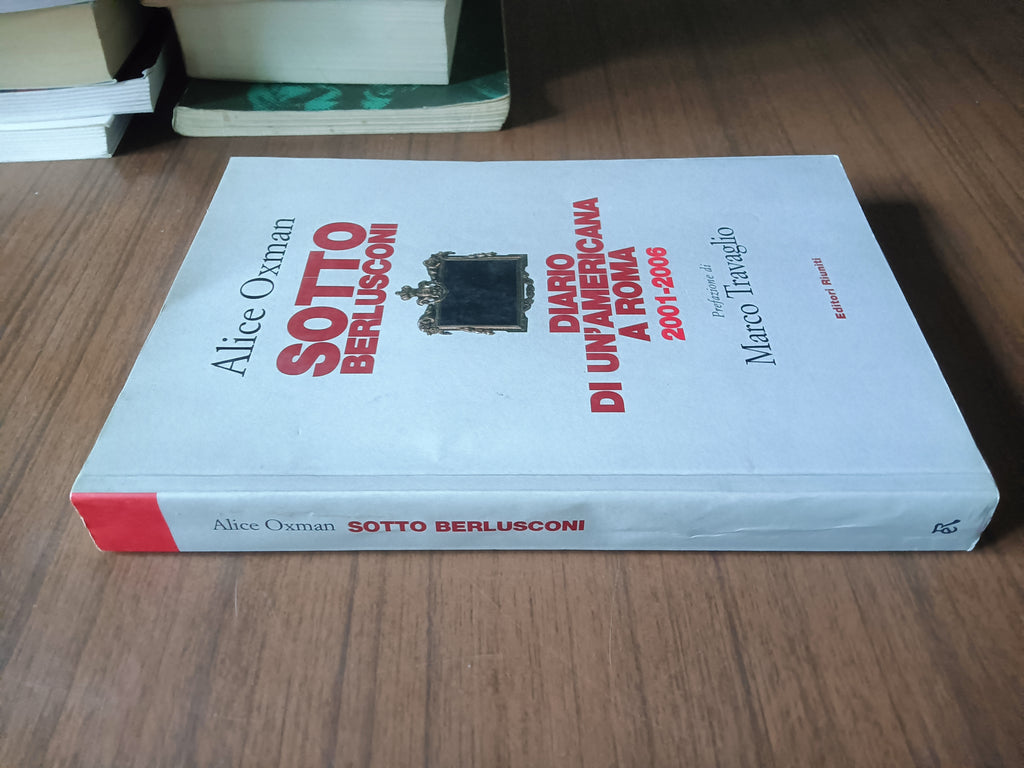 Alice Oxman
SOTTO
BERLUSCONI
DIARIO
DI UN'AMERICANA
A ROMA
2001-2006
Prefazione di
Marco Travaglio
Editori Riuniti
Alice Oxman SOTTO BERLUSCONI